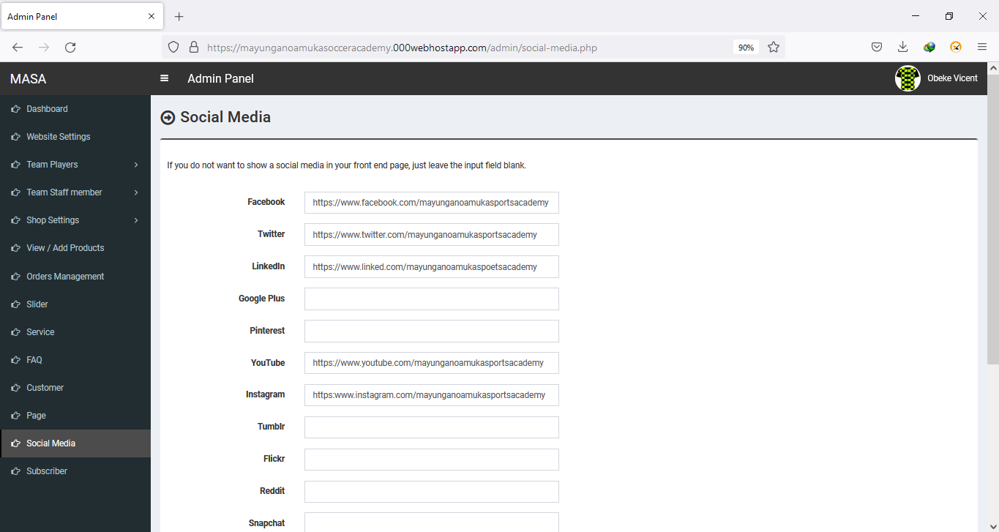 Admin Panel
https://mayunganoamukasocceracademy.000webhostapp.com/admin/social-media.php
90%
MASA
Admin Panel
Obeke Vicent
Dashboard
Website Settings
Team Players
Team Staff member
Shop Settings
View / Add Products
Orders Management
Slider
Service
FAQ
Customer
Page
Social Media
Subscriber
Social Media
If you do not want to show a social media in your front end page, just leave the input field blank.
Facebook https://www.facebook.com/mayunganoamukasportsacademy
Twitter https://www.twitter.com/mayunganoamukasportsacademy
LinkedIn https://www.linked.com/mayunganoamukaspoetsacademy
Google Plus
Pinterest
YouTube https://www.youtube.com/mayunganoamukasportsacademy
Instagram https:www.instagram.com/mayunganoamukasportsacademy
Tumblr
Flickr
Reddit
Snapchat